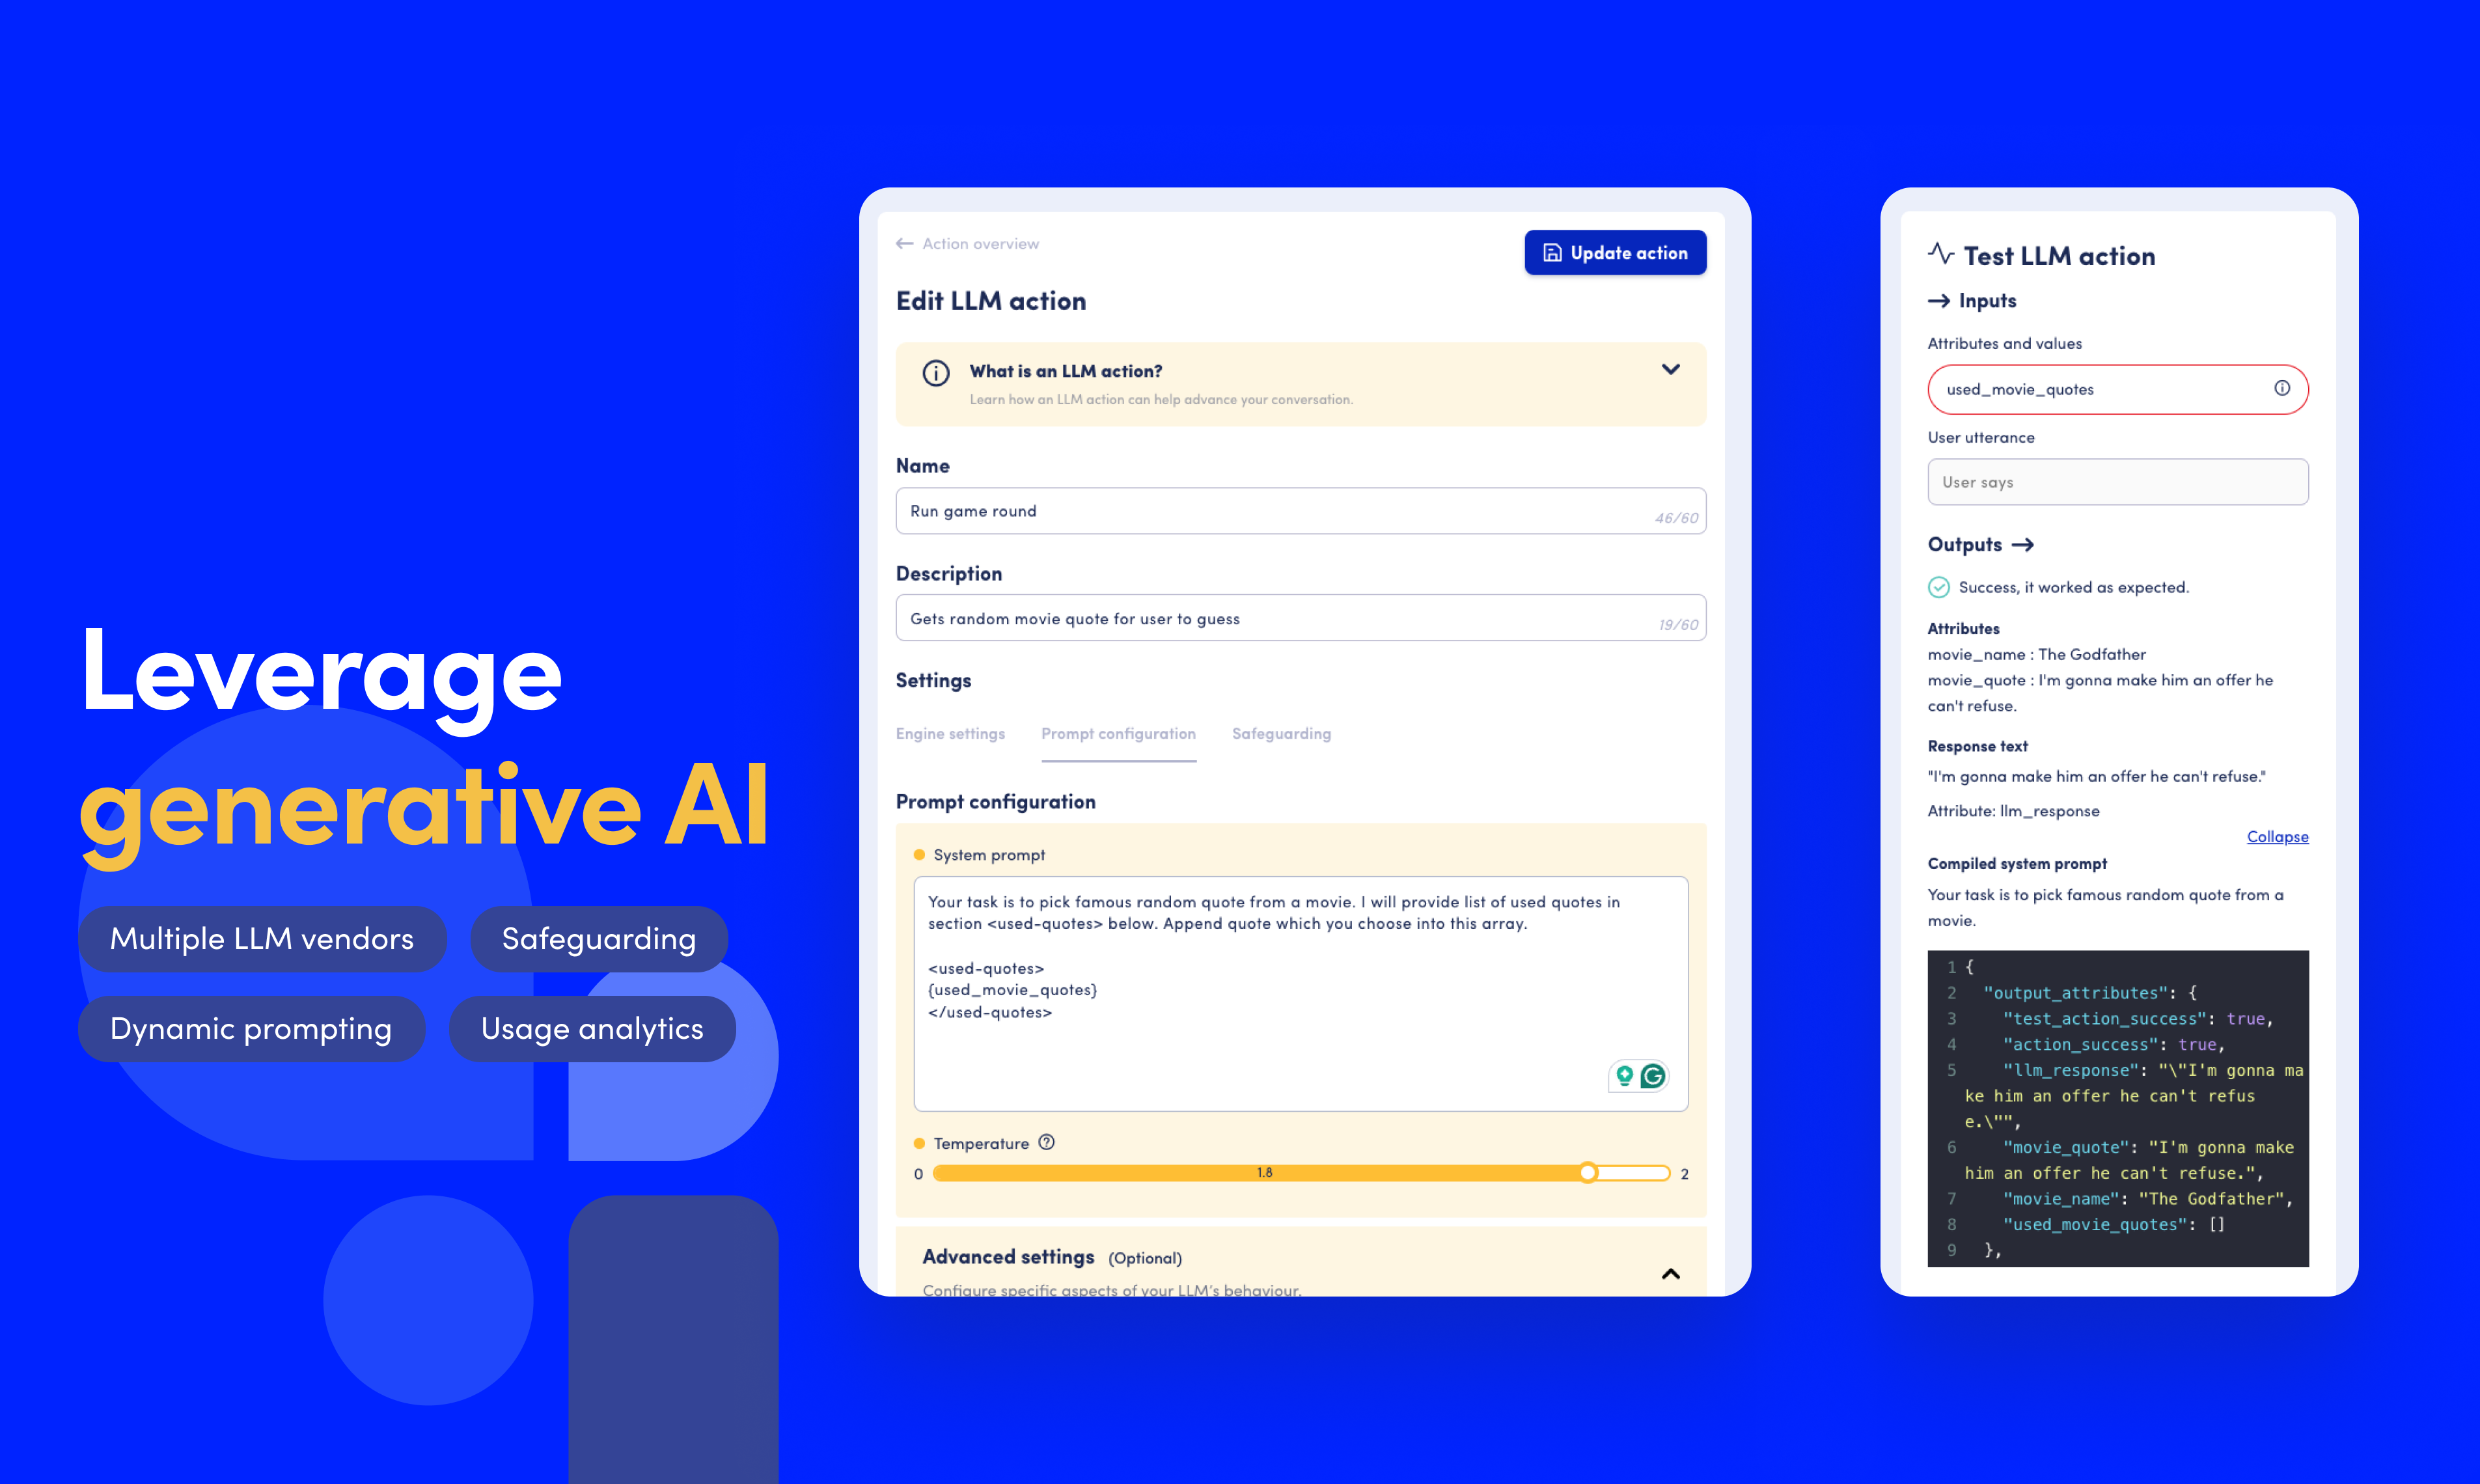 Leverage
generative AI
Multiple LLM vendors
Safeguarding
Dynamic prompting
Usage analytics
Action overview
Update action
Edit LLM action
What is an LLM action?
Learn how an LLM action can help advance your conversation.
Name
Run game round
46/60
Description
Gets random movie quote for user to guess
19/60
Settings
Engine settings
Prompt configuration
Safeguarding
Prompt configuration
System prompt
Your task is to pick famous random quote from a movie. I will provide list of used quotes in
section <used-quotes> below. Append quote which you choose into this array.
<used-quotes>
{used_movie_quotes}
</used-quotes>
Temperature
0
1.8
2
Advanced settings (Optional)
Configure specific aspects of your LLM's behaviour.
Test LLM action
Inputs
Attributes and values
used_movie_quotes
User utterance
User says
Outputs
Success, it worked as expected.
Attributes
movie_name : The Godfather
movie_quote : I'm gonna make him an offer he
can't refuse.
Response text
"I'm gonna make him an offer he can't refuse."
Attribute: llm_response
Collapse
Compiled system prompt
Your task is to pick famous random quote from a
movie.
1 {
2 "output_attributes": {
3 "test_action_success": true,
4 "action_success": true,
5 "llm_response": "\"I'm gonna ma
ke him an offer he can't refus
e.\"",
6 "movie_quote": "I'm gonna make
him an offer he can't refuse.",
7 "movie_name": "The Godfather",
8 "used_movie_quotes": []
9 },